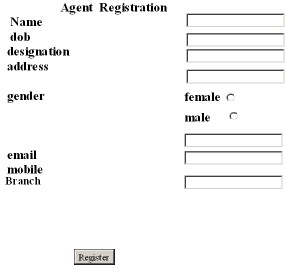 Agent Registration
Name
dob
designation
address
gender
female
male
email
mobile
Branch
Register